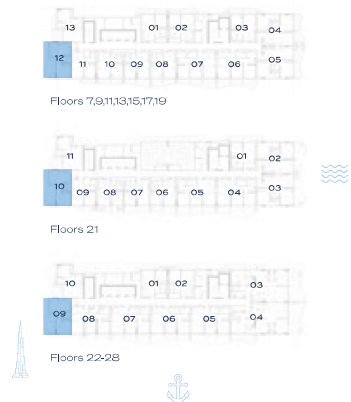 13 01 02 03 04
12 11 10 09 08 07 06 05
Floors 7,9,11,13,15,17,19
11 01 02
10 09 08 07 06 05 04 03
Floors 21
10 01 02 03
09 08 07 06 05 04
Floors 22-28